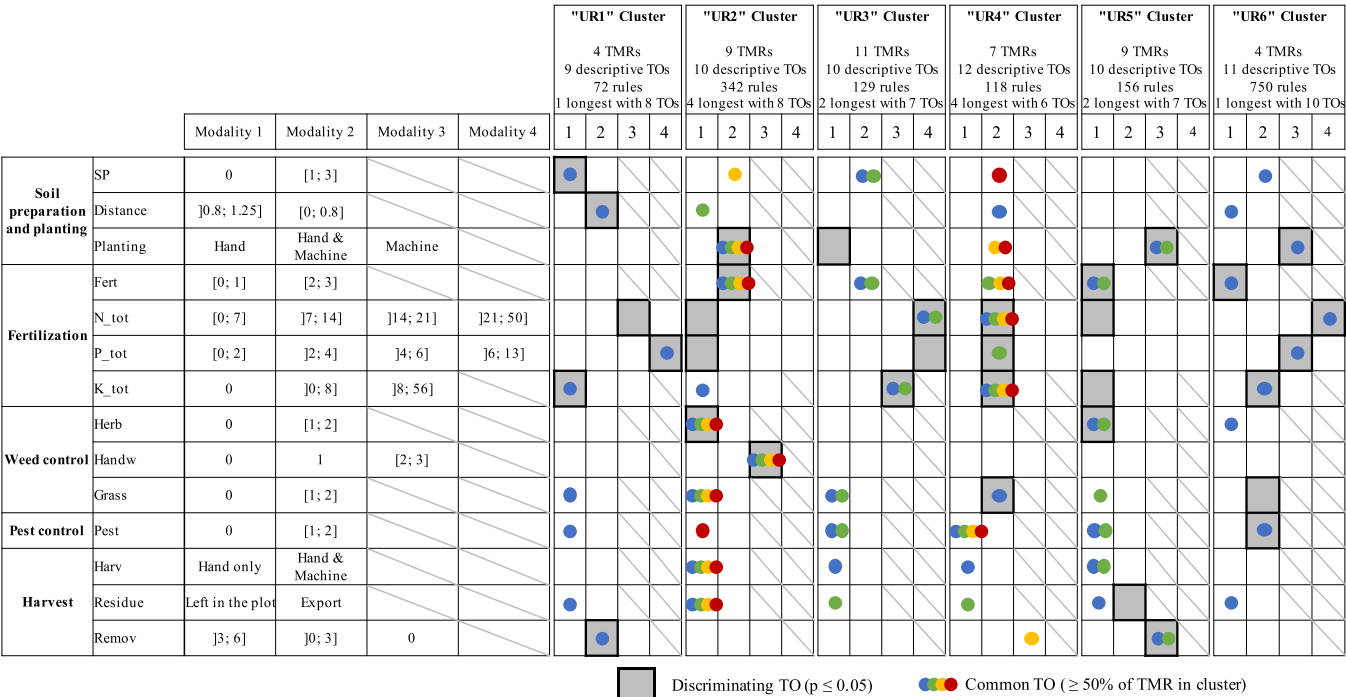 "UR1" Cluster "UR2" Cluster "UR3" Cluster "UR4" Cluster "UR5" Cluster "UR6" Cluster
4 TMRs 9 TMRs 11 TMRs 7 TMRs 9 TMRs 4 TMRs
9 descriptive TOs 10 descriptive TOs 10 descriptive TOs 12 descriptive TOs 10 descriptive TOs 11 descriptive TOs
72 rules 342 rules 129 rules 118 rules 156 rules 750 rules
1 longest with 8 TOs 4 longest with 8 TOs 2 longest with 7 TOs 4 longest with 6 TOs 2 longest with 7 TOs 1 longest with 10 TOs
Modality 1 Modality 2 Modality 3 Modality 4 1 2 3 4 1 2 3 4 1 2 3 4 1 2 3 4 1 2 3 4 1 2 3 4
Soil preparation and planting
SP 0 [1; 3]
Distance ]0.8; 1.25] [0; 0.8]
Planting Hand Hand & Machine Machine
Fertilization
Fert [0; 1] [2; 3]
N_tot [0; 7] ]7; 14] ]14; 21] ]21; 50]
P_tot [0; 2] ]2; 4] ]4; 6] ]6; 13]
K_tot 0 ]0; 8] ]8; 56]
Weed control
Herb 0 [1; 2]
Handw 0 1 [2; 3]
Grass 0 [1; 2]
Pest control Pest 0 [1; 2]
Harvest
Harv Hand only Hand & Machine
Residue Left in the plot Export
Remov ]3; 6] ]0; 3] 0
Discriminating TO (p ≤ 0.05) Common TO (≥ 50% of TMR in cluster)